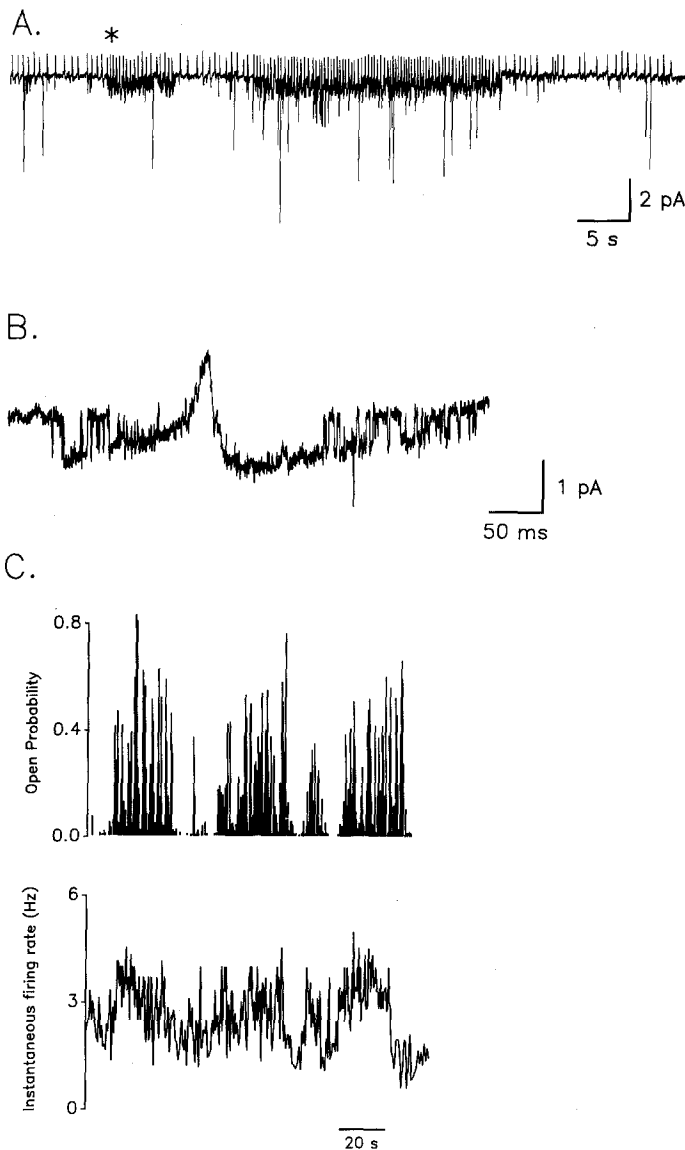 A.
*
2 pA
5 s
B.
1 pA
50 ms
C.
0.8
0.4
0.0
Open Probability
6
3
0
Instantaneous firing rate (Hz)
20 s